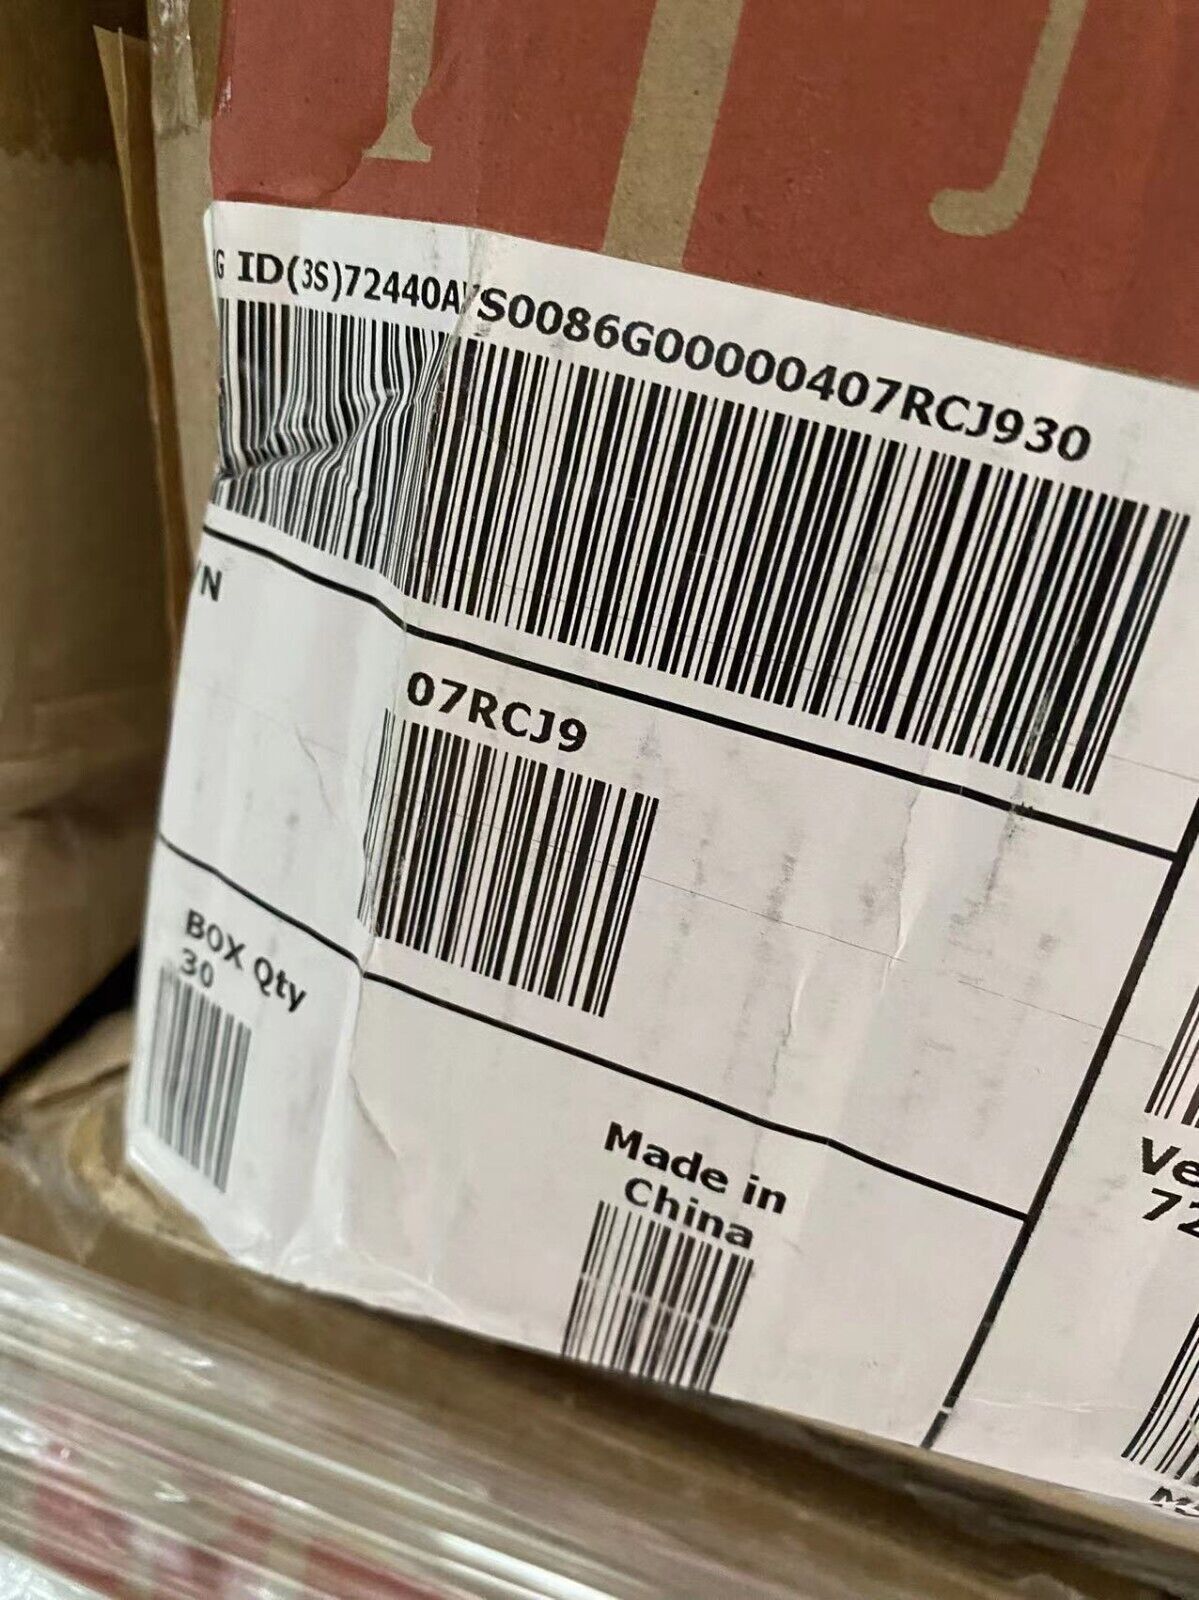 G ID(3S)72440A
S0086G00000407RCJ930
/N
07RCJ9
BOX Qty
30
Made in
China
Ve
72